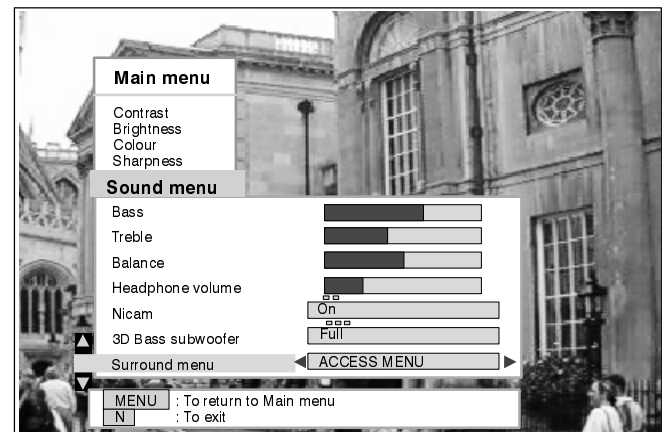 Main menu
Contrast
Brightness
Colour
Sharpness
Sound menu
Bass
Treble
Balance
Headphone volume
Nicam On
3D Bass subwoofer Full
Surround menu ACCESS MENU
MENU : To return to Main menu
N : To exit